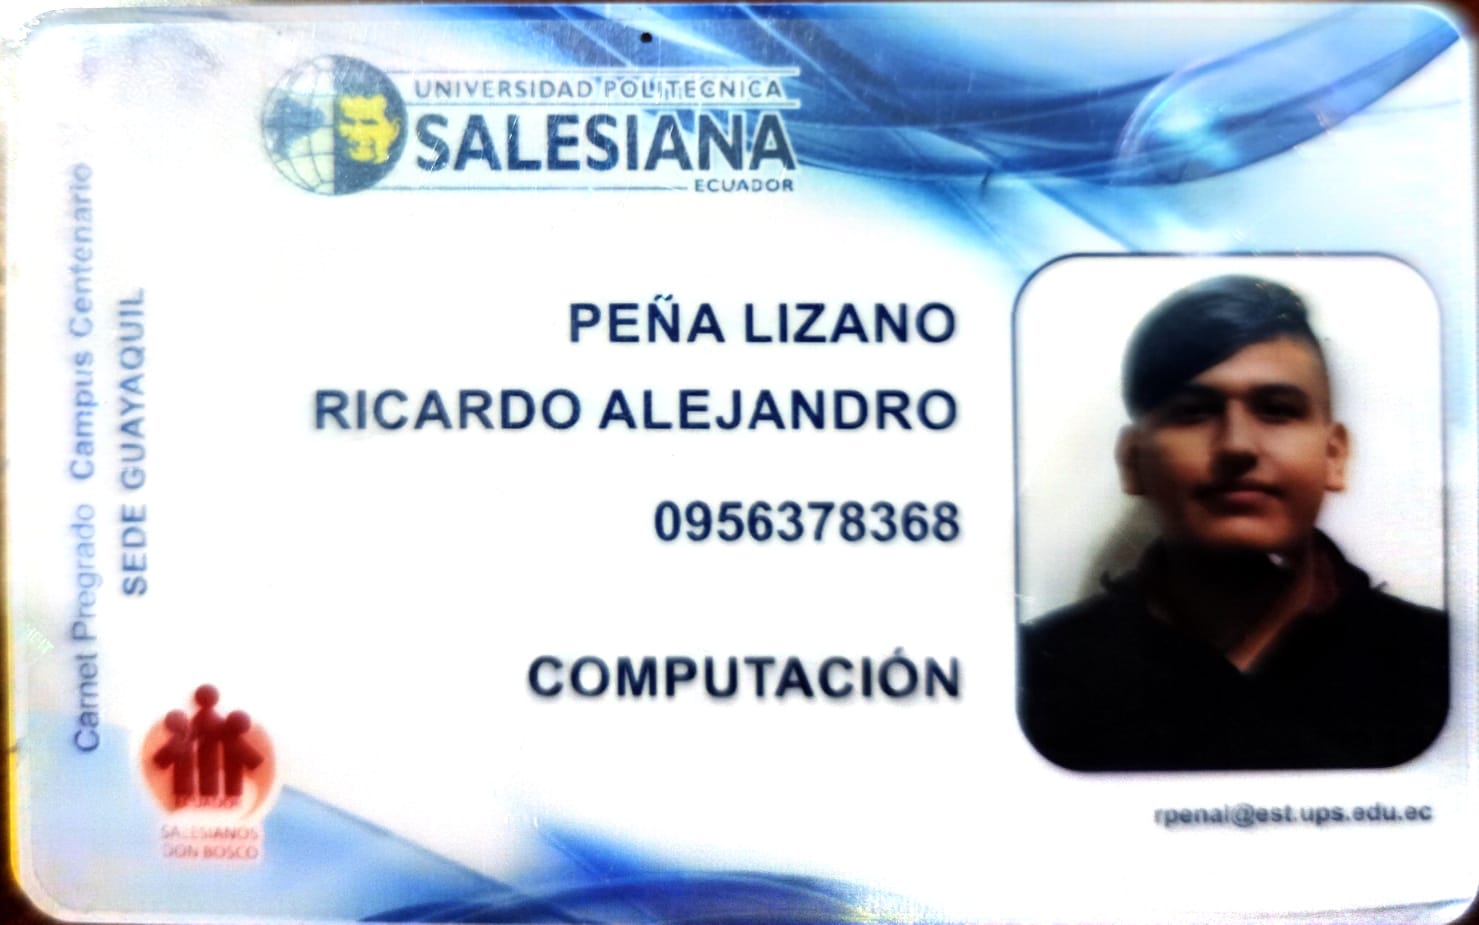 UNIVERSIDAD POLITECNICA
SALESIANA
ECUADOR
Carnet Pregrado Campus Centenario
SEDE GUAYAQUIL
PEÑA LIZANO
RICARDO ALEJANDRO
0956378368
COMPUTACIÓN
ECUADOR
SALESIANOS
DON BOSCO
rpenal@est.ups.edu.ec